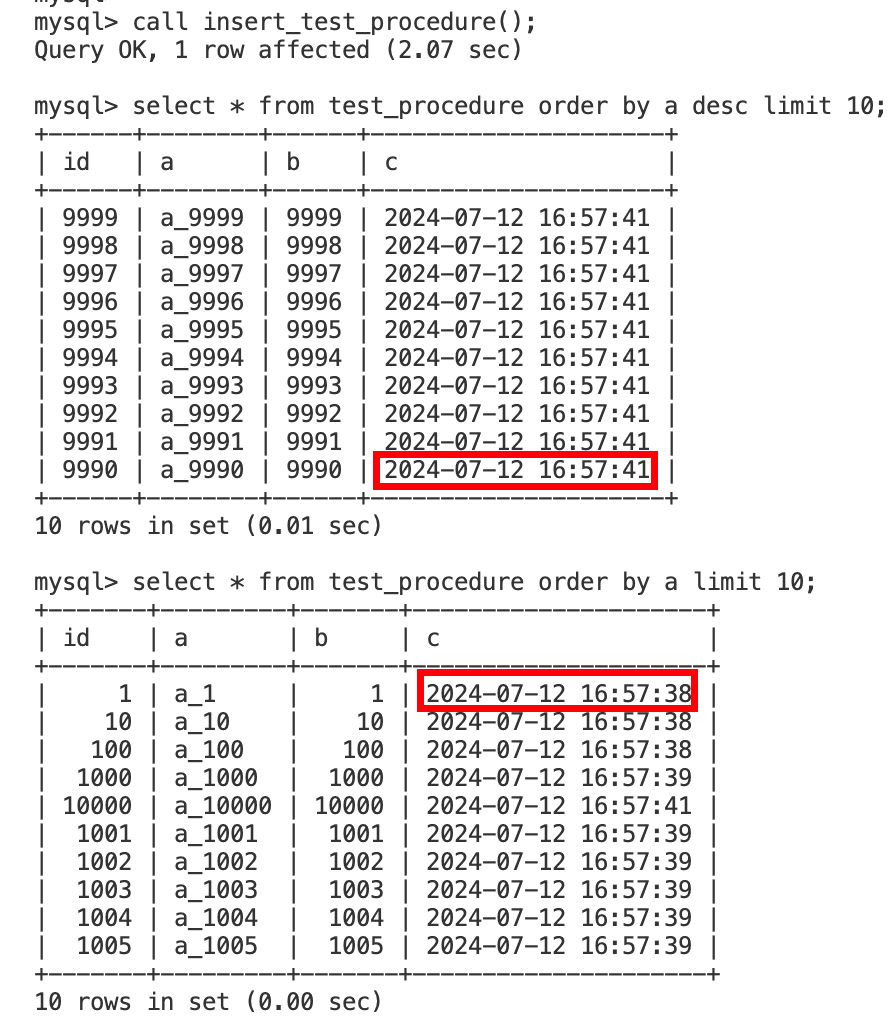 mysql>
mysql> call insert_test_procedure();
Query OK, 1 row affected (2.07 sec)
mysql> select * from test_procedure order by a desc limit 10;
+------+--------+------+---------------------+
| id   | a      | b    | c                   |
+------+--------+------+---------------------+
| 9999 | a_9999 | 9999 | 2024-07-12 16:57:41 |
| 9998 | a_9998 | 9998 | 2024-07-12 16:57:41 |
| 9997 | a_9997 | 9997 | 2024-07-12 16:57:41 |
| 9996 | a_9996 | 9996 | 2024-07-12 16:57:41 |
| 9995 | a_9995 | 9995 | 2024-07-12 16:57:41 |
| 9994 | a_9994 | 9994 | 2024-07-12 16:57:41 |
| 9993 | a_9993 | 9993 | 2024-07-12 16:57:41 |
| 9992 | a_9992 | 9992 | 2024-07-12 16:57:41 |
| 9991 | a_9991 | 9991 | 2024-07-12 16:57:41 |
| 9990 | a_9990 | 9990 | 2024-07-12 16:57:41 |
+------+--------+------+---------------------+
10 rows in set (0.01 sec)
mysql> select * from test_procedure order by a limit 10;
+-------+---------+-------+---------------------+
| id    | a       | b     | c                   |
+-------+---------+-------+---------------------+
|     1 | a_1     |     1 | 2024-07-12 16:57:38 |
|    10 | a_10    |    10 | 2024-07-12 16:57:38 |
|   100 | a_100   |   100 | 2024-07-12 16:57:38 |
|  1000 | a_1000  |  1000 | 2024-07-12 16:57:39 |
| 10000 | a_10000 | 10000 | 2024-07-12 16:57:41 |
|  1001 | a_1001  |  1001 | 2024-07-12 16:57:39 |
|  1002 | a_1002  |  1002 | 2024-07-12 16:57:39 |
|  1003 | a_1003  |  1003 | 2024-07-12 16:57:39 |
|  1004 | a_1004  |  1004 | 2024-07-12 16:57:39 |
|  1005 | a_1005  |  1005 | 2024-07-12 16:57:39 |
+-------+---------+-------+---------------------+
10 rows in set (0.00 sec)